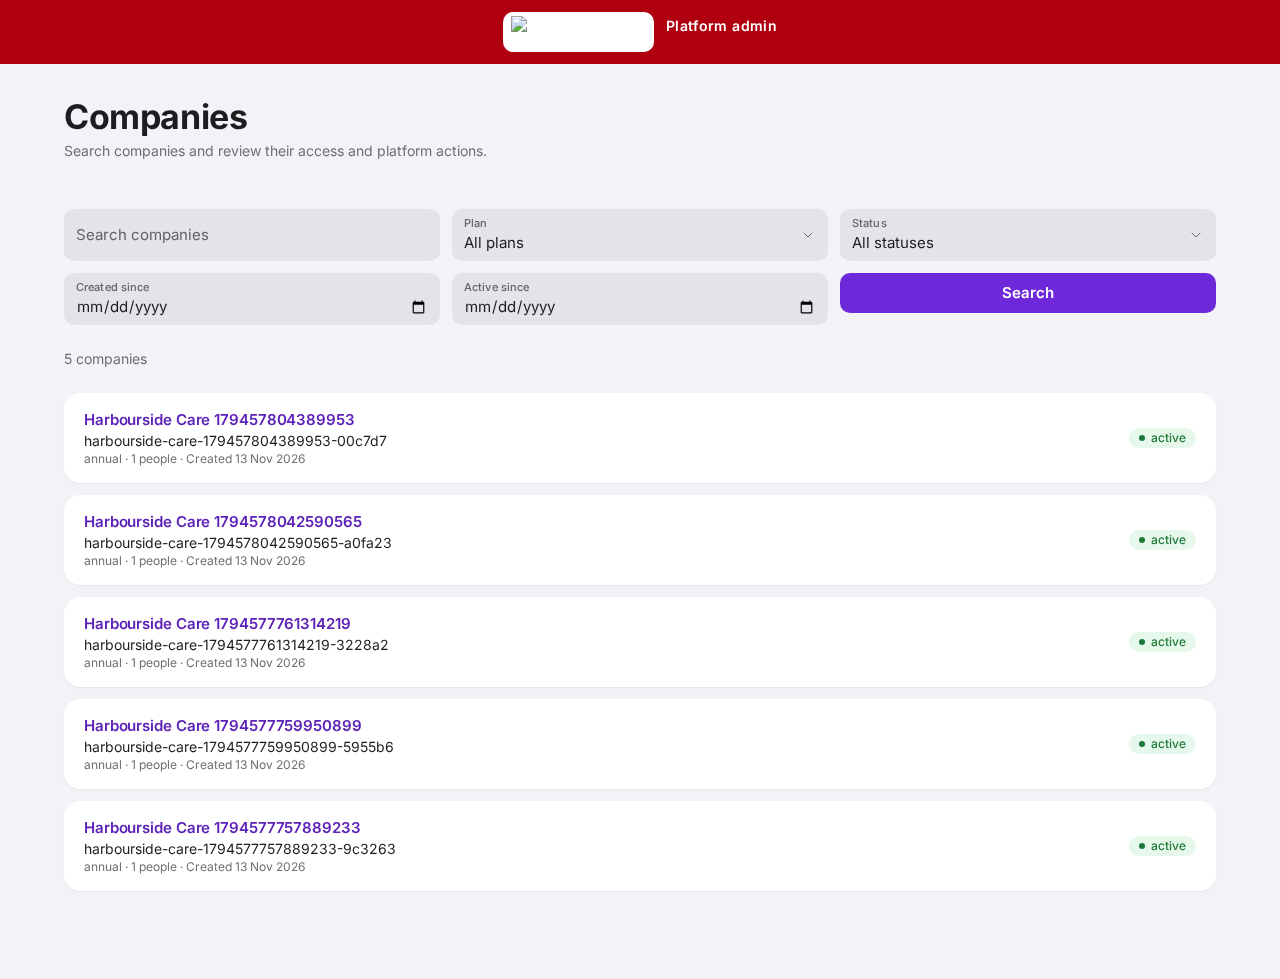 Platform admin
Companies
Search companies and review their access and platform actions.
Search companies
Plan
All plans
Status
All statuses
Created since
mm/dd/yyyy
Active since
mm/dd/yyyy
Search
5 companies
Harbourside Care 179457804389953
harbourside-care-179457804389953-00c7d7
annual · 1 people · Created 13 Nov 2026
active
Harbourside Care 1794578042590565
harbourside-care-1794578042590565-a0fa23
annual · 1 people · Created 13 Nov 2026
active
Harbourside Care 1794577761314219
harbourside-care-1794577761314219-3228a2
annual · 1 people · Created 13 Nov 2026
active
Harbourside Care 1794577759950899
harbourside-care-1794577759950899-5955b6
annual · 1 people · Created 13 Nov 2026
active
Harbourside Care 1794577757889233
harbourside-care-1794577757889233-9c3263
annual · 1 people · Created 13 Nov 2026
active